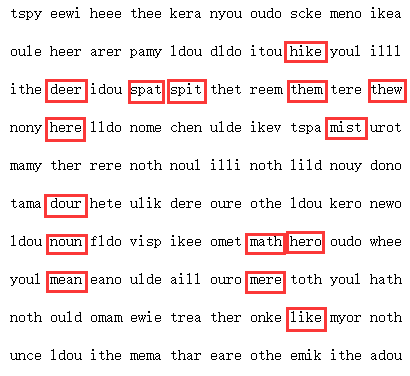 tspy eewi heee thee kera nyou oudo scke meno ikea
oule heer arer pamy ldou dldo itou hike youl illl
ithe deer idou spat spit thet reem them tere thew
nony here lldo nome chen ulde ikev tspa mist urot
mamy ther rere noth noul illi noth lild nouy dono
tama dour hete ulik dere oure othe ldou kero newo
ldou noun fldo visp ikee omet math hero oudo whee
youl mean eano ulde aill ouro mere toth youl hath
noth ould omam ewie trea ther onke like myor noth
unce ldou ithe mema thar eare othe emik ithe adou